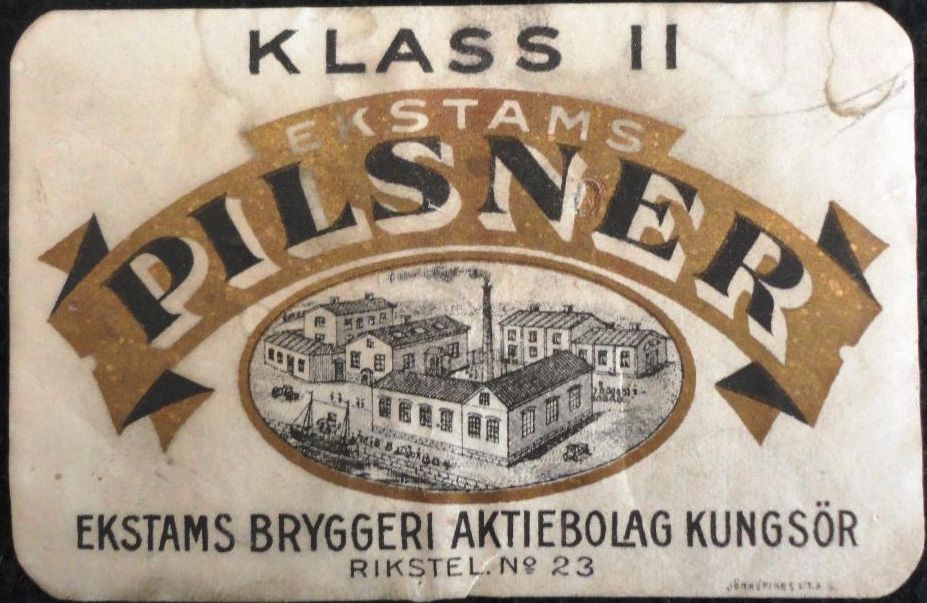 KLASS II
EKSTAMS
PILSNER
EKSTAMS BRYGGERI AKTIEBOLAG KUNGSÖR
RIKSTEL. Nº 23